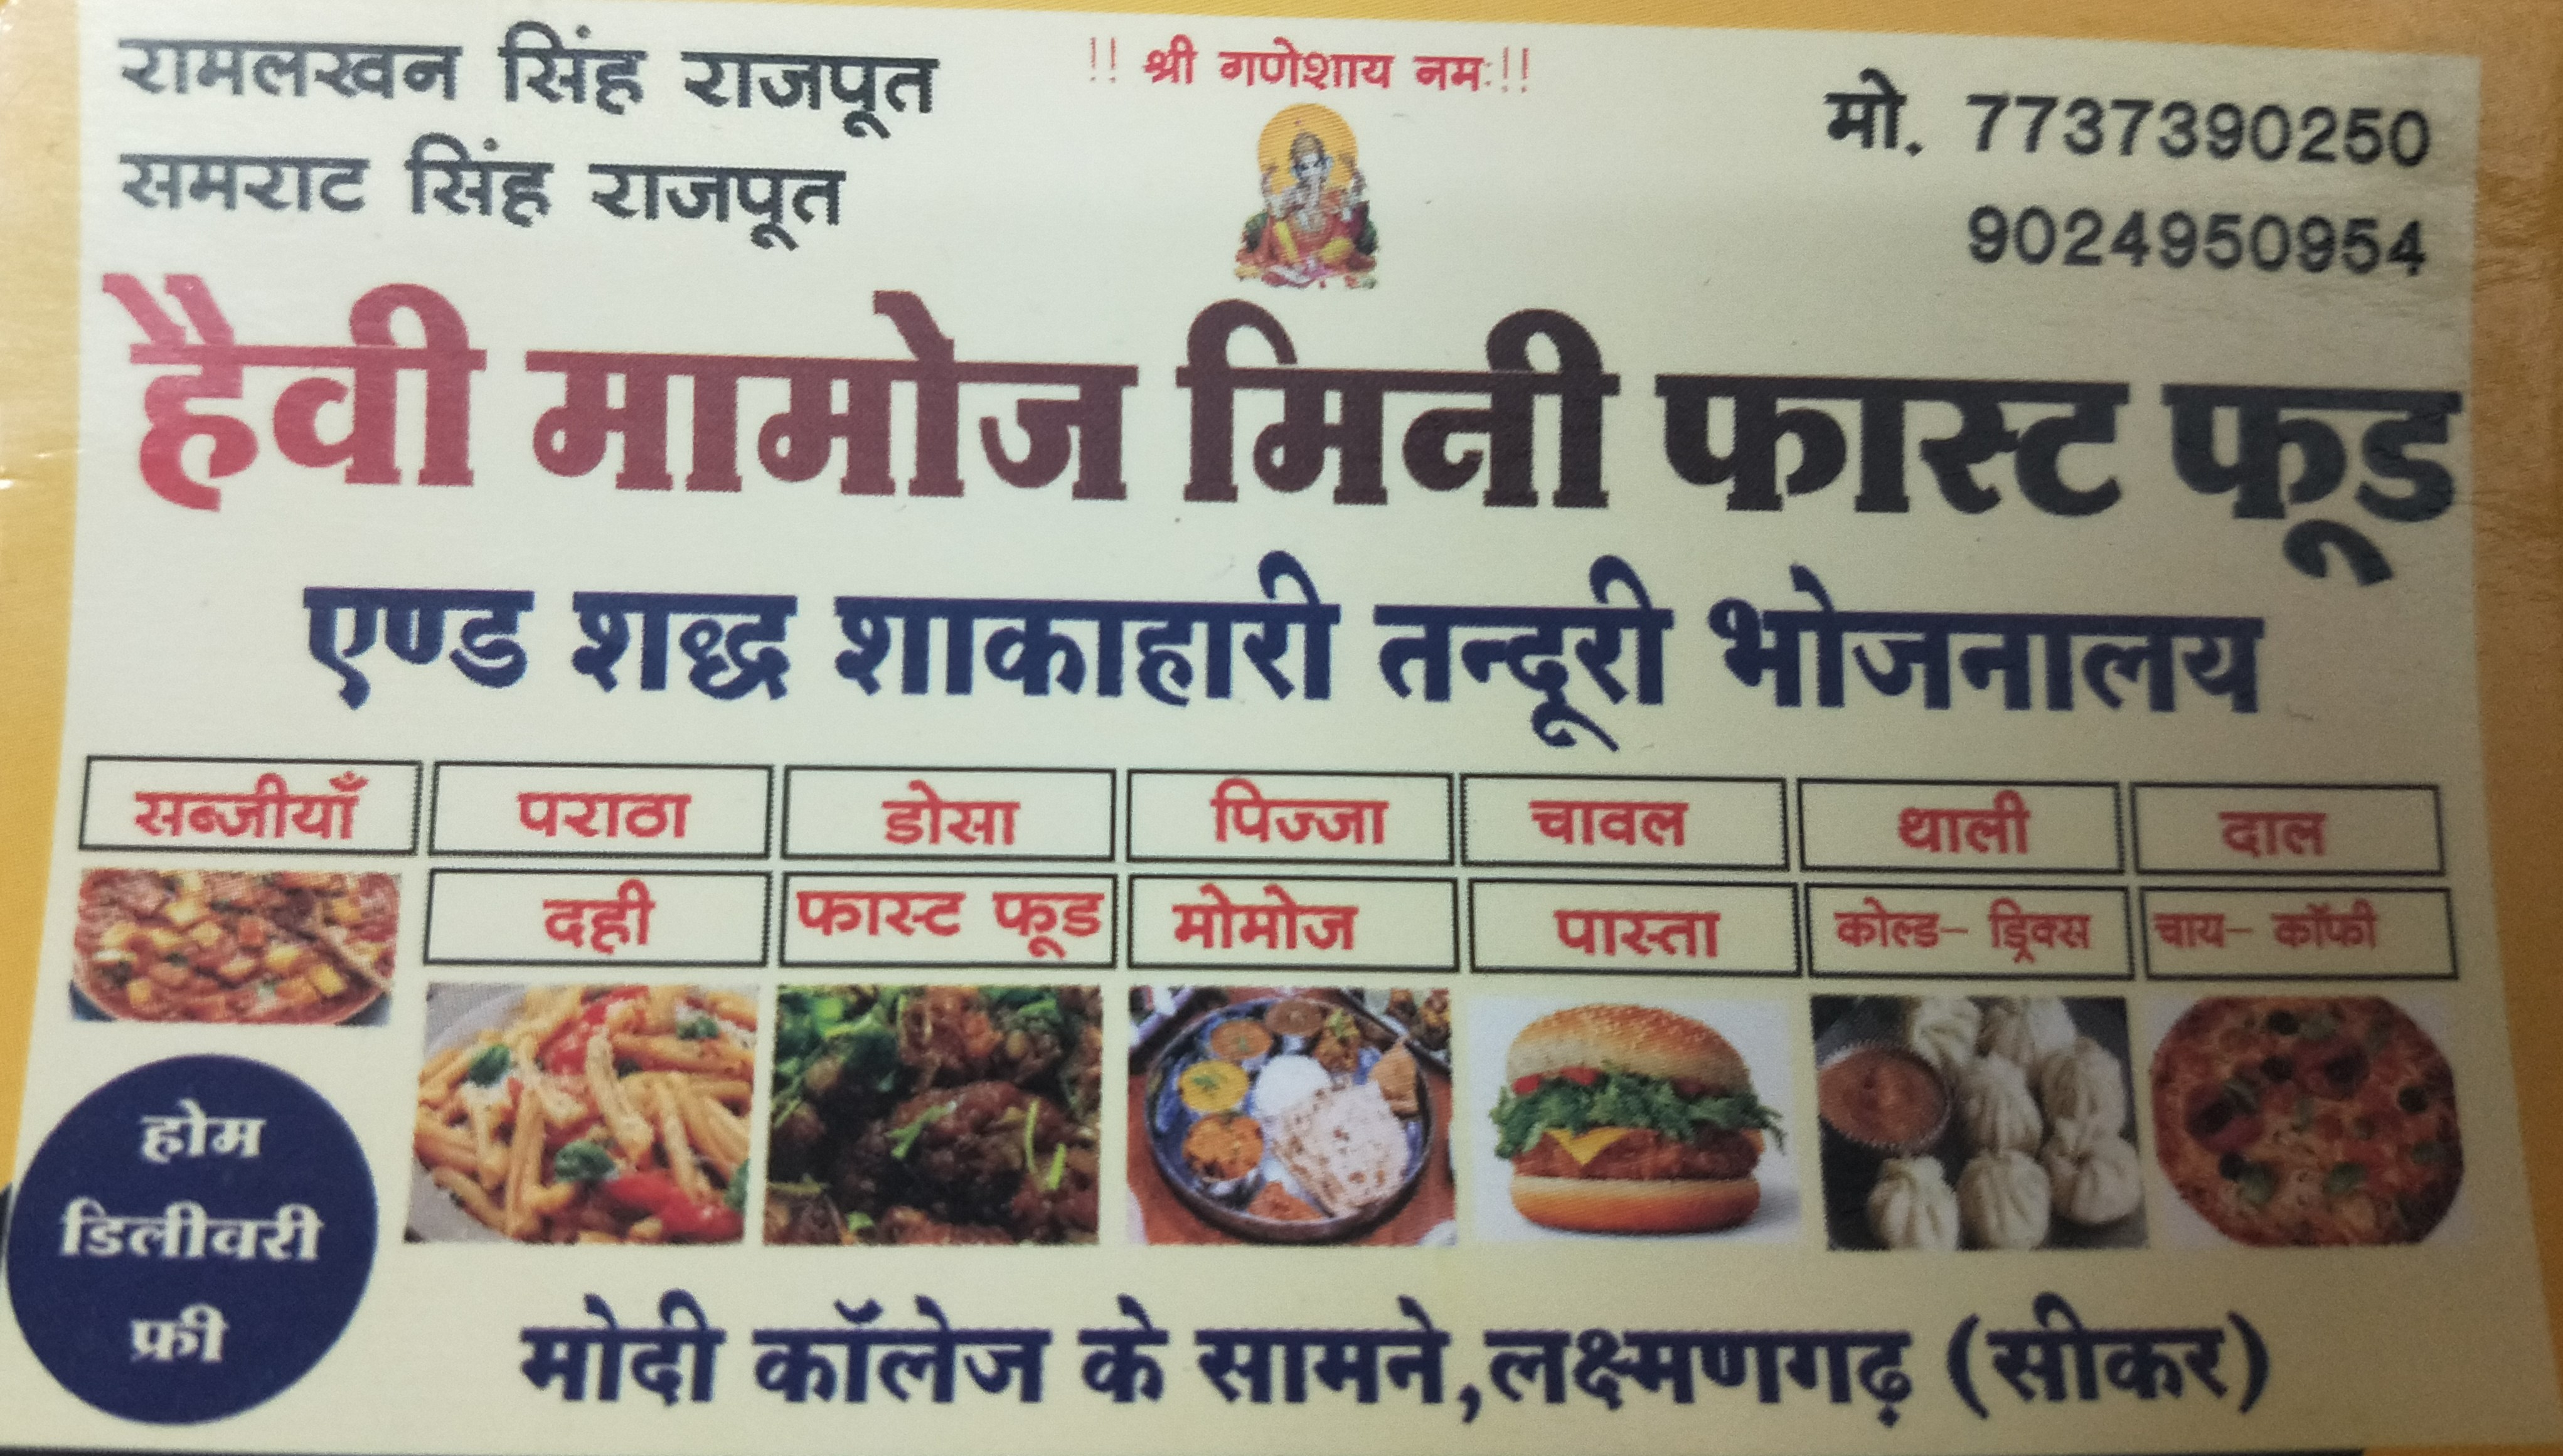 रामलखन सिंह राजपूत
समराट सिंह राजपूत
!! श्री गणेशाय नमः!!
मो. 7737390250
9024950954
हैवी मामोज मिनी फास्ट फूड
एण्ड शद्ध शाकाहारी तन्दूरी भोजनालय
सब्जीयाँ पराठा डोसा पिज्जा चावल थाली दाल
दही फास्ट फूड मोमोज पास्ता कोल्ड- ड्रिक्स चाय- कॉफी
होम
डिलीवरी
फ्री
मोदी कॉलेज के सामने,लक्ष्मणगढ़ (सीकर)